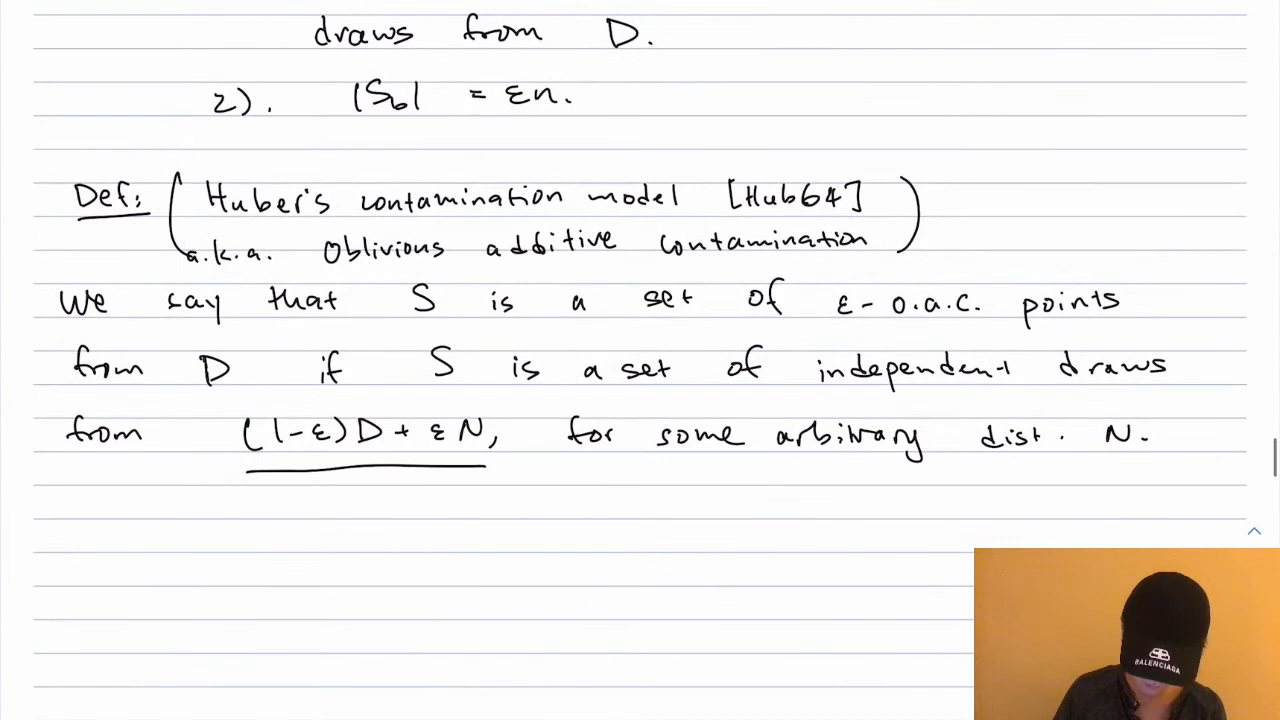 draws from D.
2). |S_b| = εn.
Def: (Huber's contamination model [Hub64]
a.k.a. Oblivious additive contamination)
We say that S is a set of ε-o.a.c. points
from D if S is a set of independent draws
from (1-ε)D + εN, for some arbitrary dist. N.
BALENCIAGA